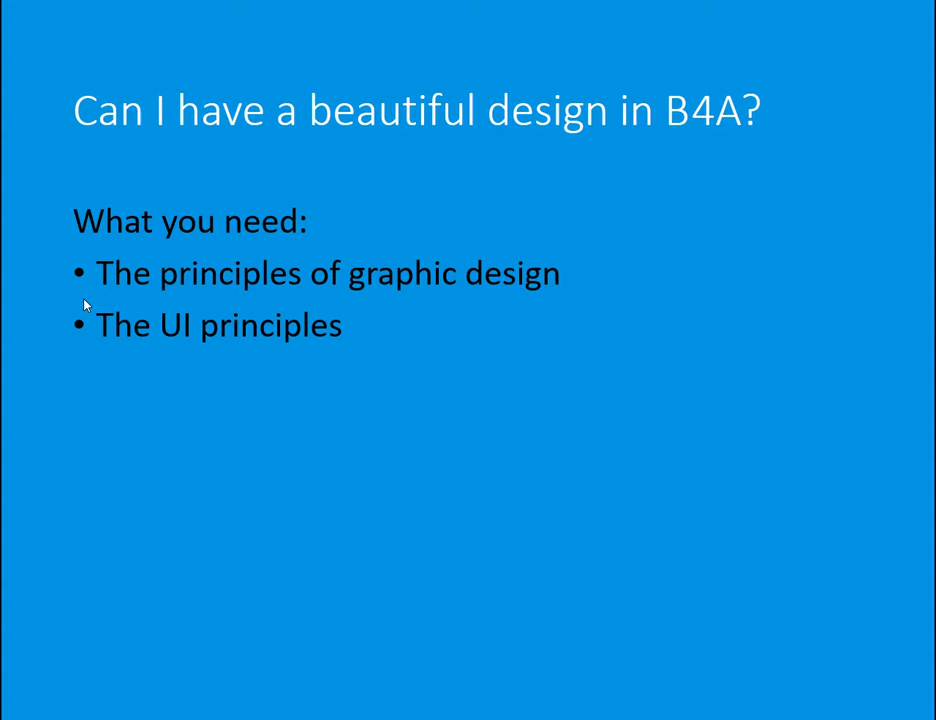 Can I have a beautiful design in B4A?
What you need:
• The principles of graphic design
• The UI principles